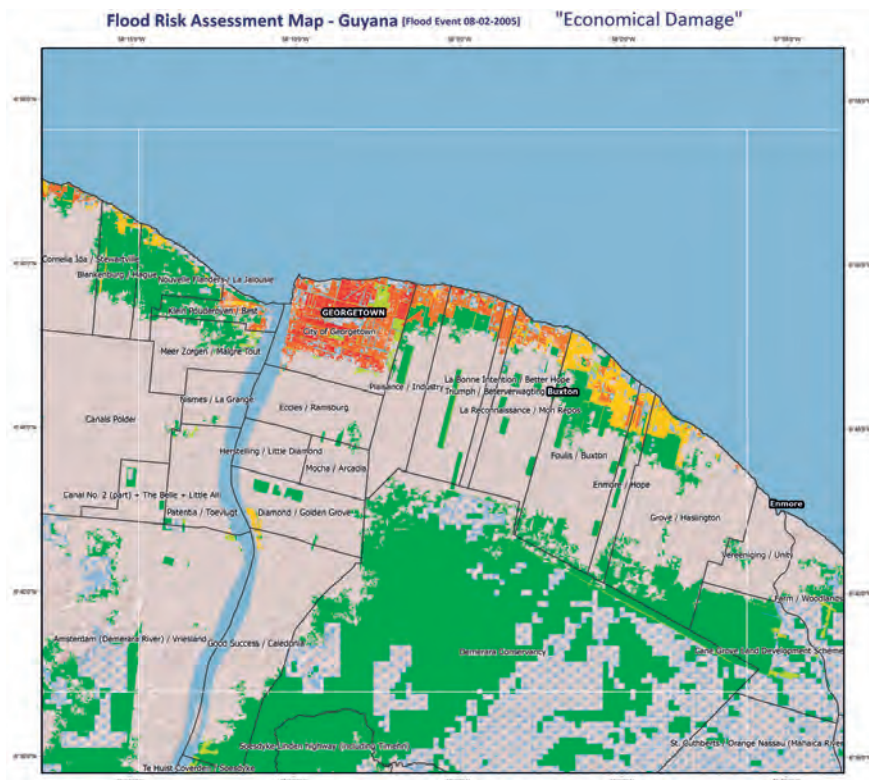 Flood Risk Assessment Map - Guyana (Flood Event 08-02-2005) "Economical Damage"
Cornelia Ida / Stewartville
Blankenburg / Hague
Nouvelle Flanders / La Jalousie
Klein Pouderoyen / Best
GEORGETOWN
City of Georgetown
Meer Zorgen / Malgre Tout
Plaisance / Industry
La Bonne Intention / Better Hope
Triumph / Beterverwagting
Buxton
Nismes / La Grange
Eccles / Ramsburg
La Reconnaissance / Mon Repos
Canals Polder
Herstelling / Little Diamond
Foulis / Buxton
Mocha / Arcadia
Enmore / Hope
Canal No. 2 (part) + The Belle + Little Alli
Enmore
Patentia / Toevlugt
Diamond / Golden Grove
Grove / Haslington
Vereeniging / Unity
Farm / Woodlands
Amsterdam (Demerara River) / Vriesland
Good Success / Caledonia
Demerara Conservancy
Cane Grove Land Development Scheme
Soesdyke-Linden highway (including Timehri)
St. Cuthberts / Orange Nassau (Mahaica River
Te Huist Coverden / Soesdyke